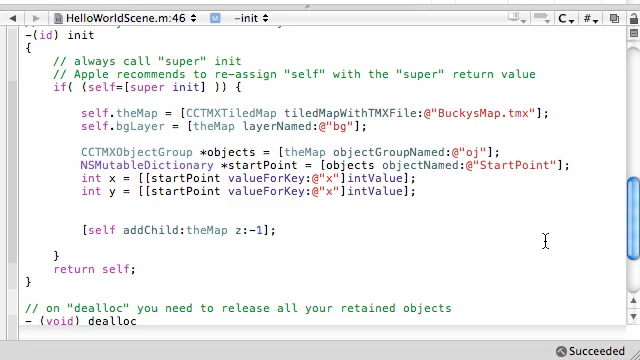 HelloWorldScene.m:46 M -init C # 
-(id) init
{
// always call "super" init
// Apple recommends to re-assign "self" with the "super" return value
if( (self=[super init] )) {
self.theMap = [CCTMXTiledMap tiledMapWithTMXFile:@"BuckysMap.tmx"];
self.bgLayer = [theMap layerNamed:@"bg"];
CCTMXObjectGroup *objects = [theMap objectGroupNamed:@"oj"];
NSMutableDictionary *startPoint = [objects objectNamed:@"StartPoint"];
int x = [[startPoint valueForKey:@"x"]intValue];
int y = [[startPoint valueForKey:@"x"]intValue];
[self addChild:theMap z:-1];
}
return self;
}
// on "dealloc" you need to release all your retained objects
- (void) dealloc
Succeeded